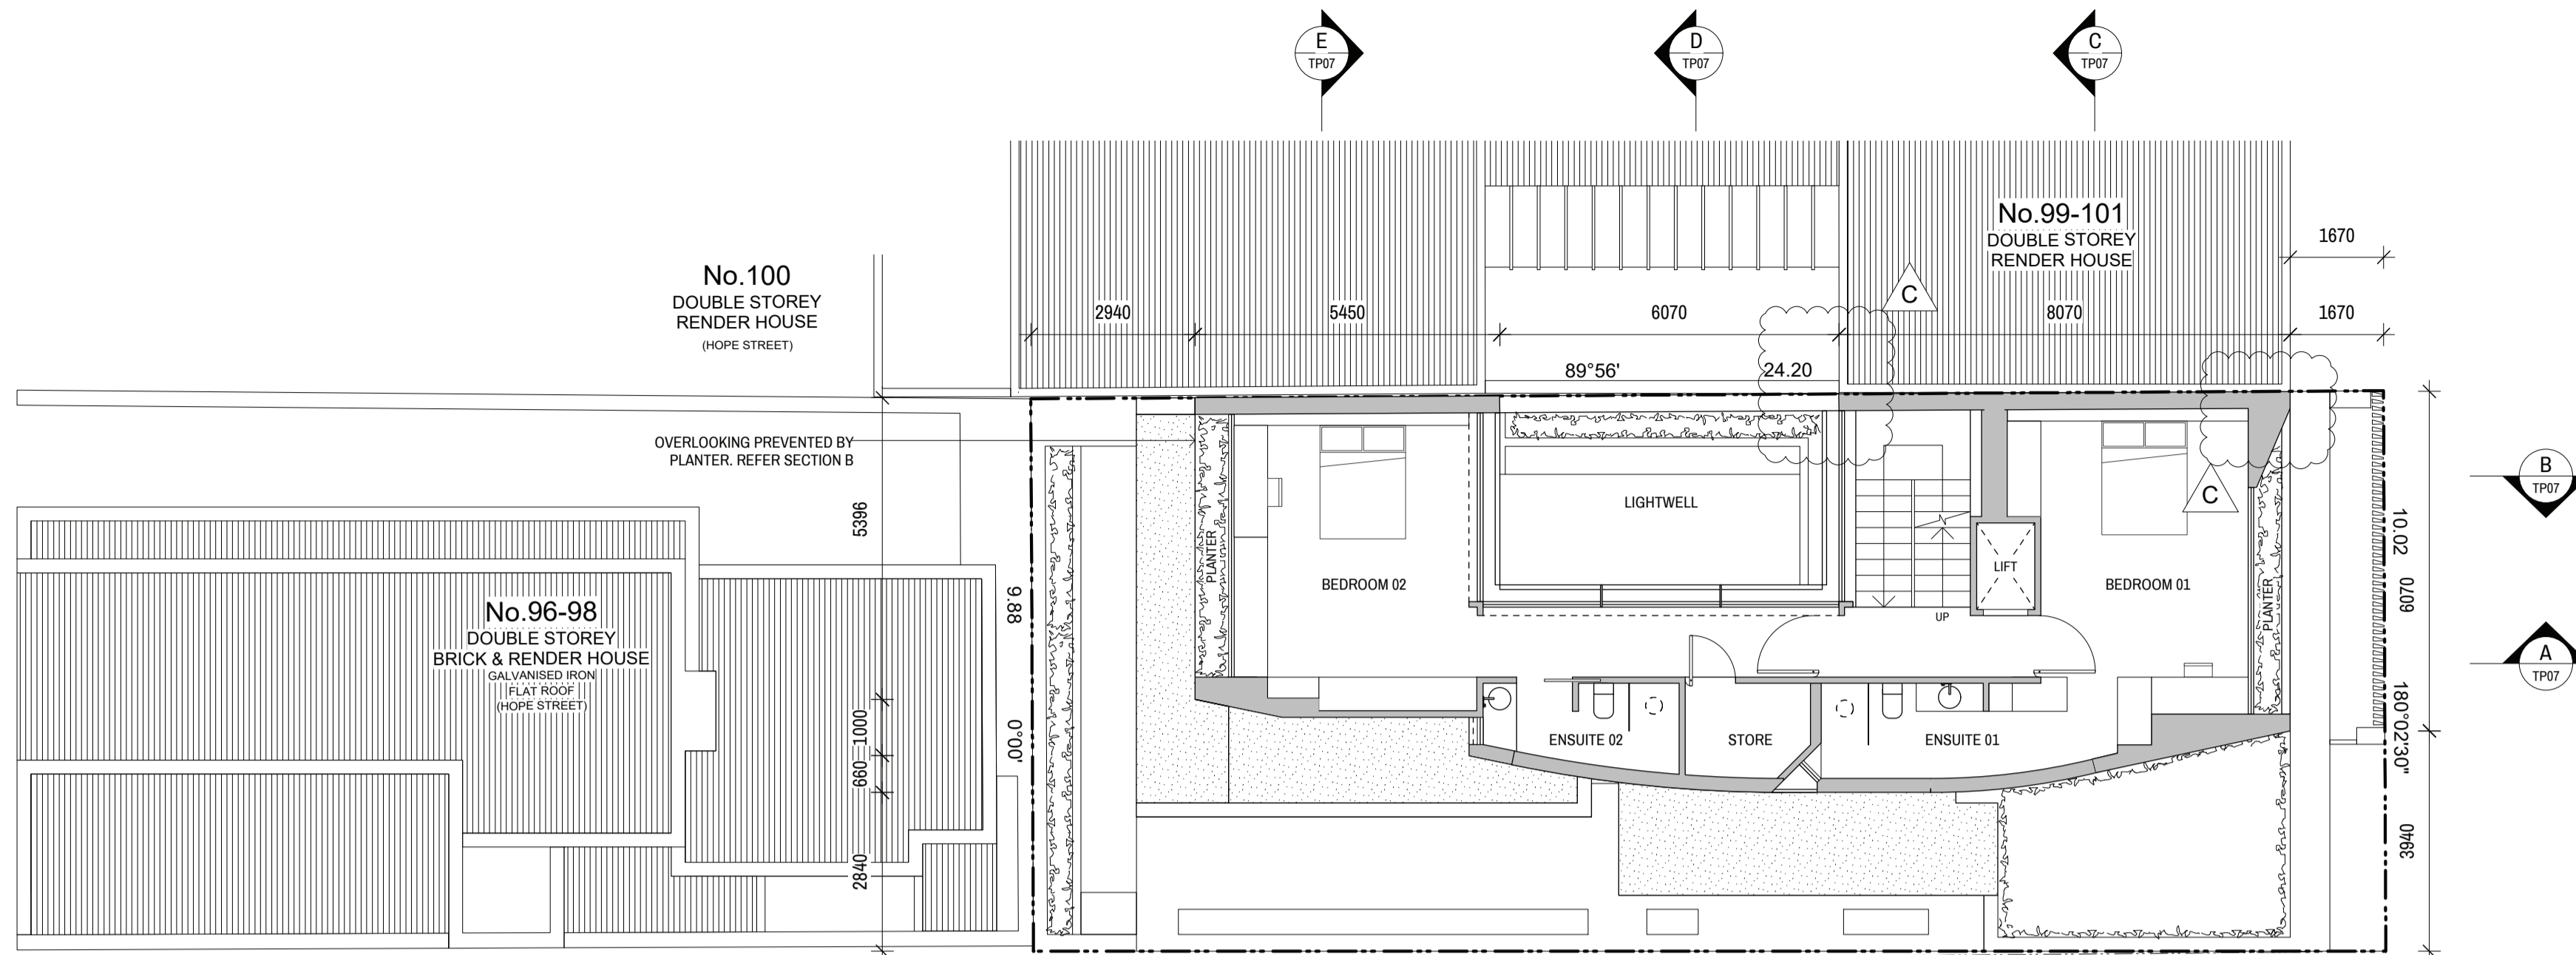 E
TP07
D
TP07
C
TP07
No.99-101
DOUBLE STOREY
RENDER HOUSE
1670
No.100
DOUBLE STOREY
RENDER HOUSE
(HOPE STREET)
2940
5450
6070
8070
1670
C
89°56'
24.20
OVERLOOKING PREVENTED BY
PLANTER. REFER SECTION B
B
TP07
C
LIGHTWELL
5396
10.02
PLANTER
BEDROOM 02
LIFT
BEDROOM 01
PLANTER
6070
9.88
No.96-98
DOUBLE STOREY
BRICK & RENDER HOUSE
GALVANISED IRON
FLAT ROOF
(HOPE STREET)
UP
A
TP07
1000
660
0°00'
ENSUITE 02
STORE
ENSUITE 01
180°02'30"
2840
3940